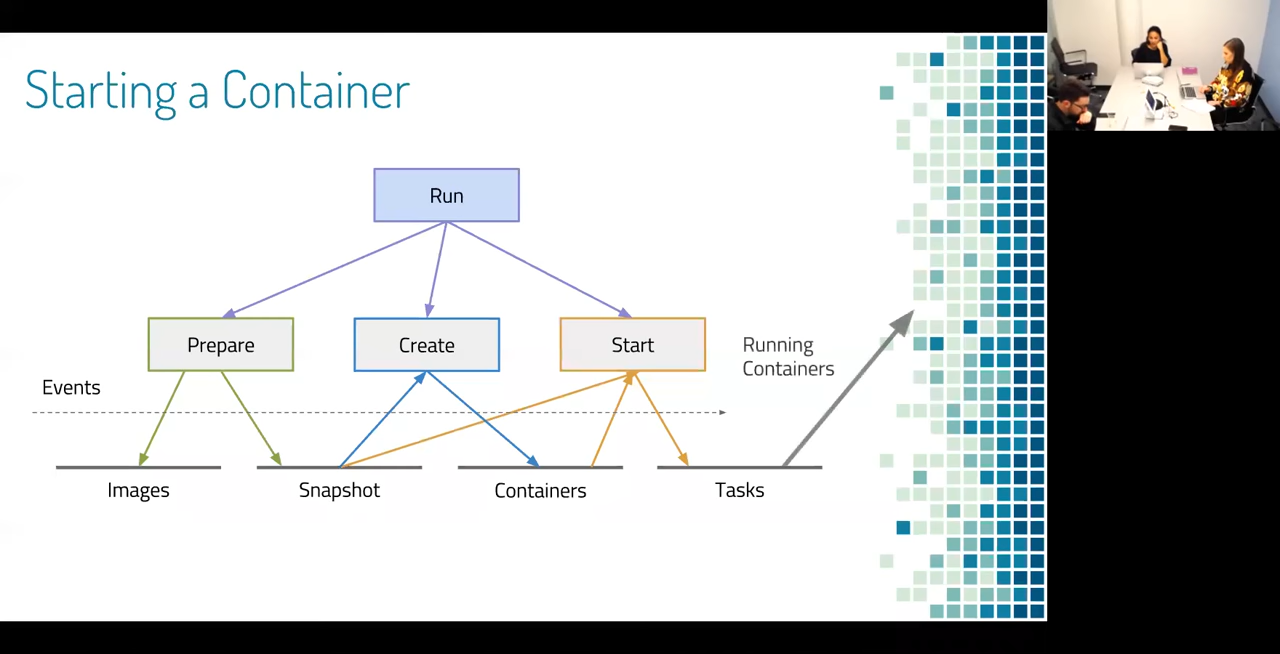 Starting a Container
Run
Prepare
Create
Start
Running
Containers
Events
Images
Snapshot
Containers
Tasks